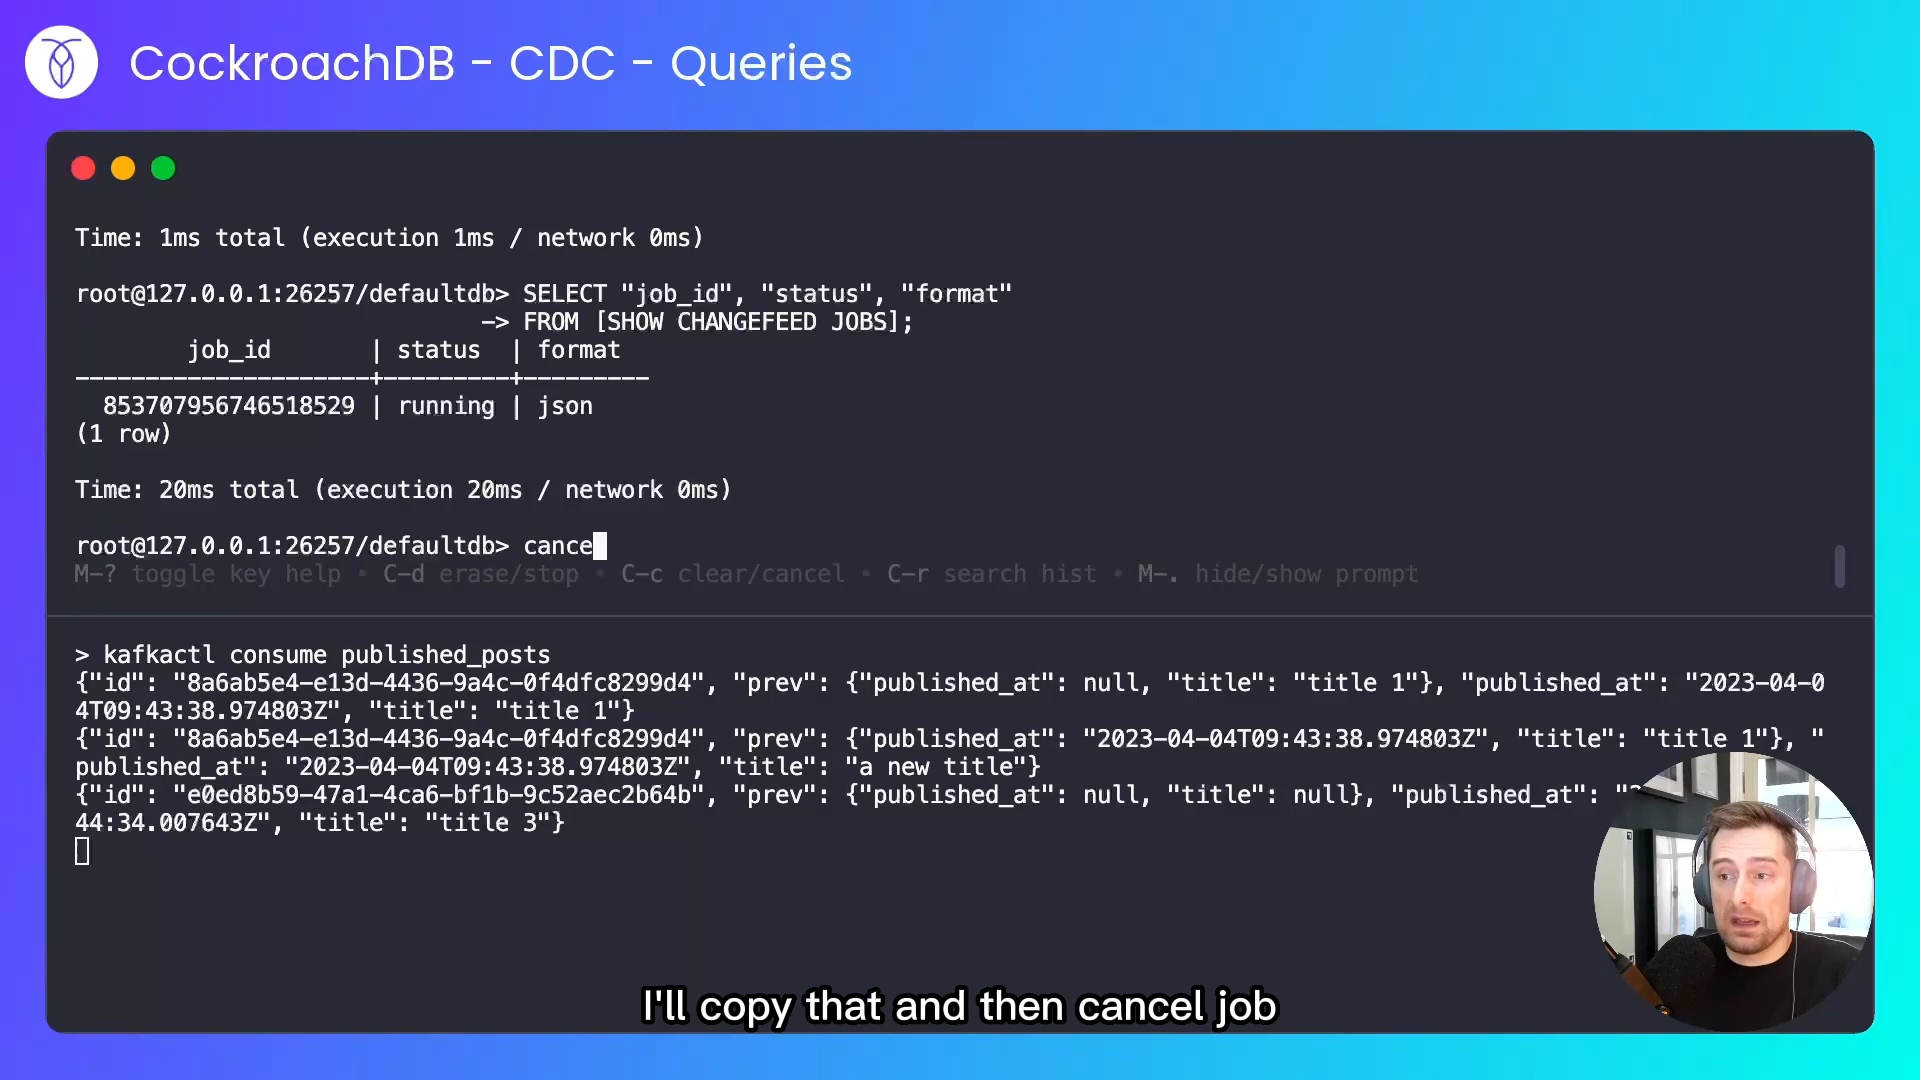 CockroachDB - CDC - Queries
Time: 1ms total (execution 1ms / network 0ms)
root@127.0.0.1:26257/defaultdb> SELECT "job_id", "status", "format"
-> FROM [SHOW CHANGEFEED JOBS];
job_id | status | format
---------------------+---------+---------
853707956746518529 | running | json
(1 row)
Time: 20ms total (execution 20ms / network 0ms)
root@127.0.0.1:26257/defaultdb> cance
M-? toggle key help • C-d erase/stop • C-c clear/cancel • C-r search hist • M-. hide/show prompt
> kafkactl consume published_posts
{"id": "8a6ab5e4-e13d-4436-9a4c-0f4dfc8299d4", "prev": {"published_at": null, "title": "title 1"}, "published_at": "2023-04-0
4T09:43:38.974803Z", "title": "title 1"}
{"id": "8a6ab5e4-e13d-4436-9a4c-0f4dfc8299d4", "prev": {"published_at": "2023-04-04T09:43:38.974803Z", "title": "title 1"}, "
published_at": "2023-04-04T09:43:38.974803Z", "title": "a new title"}
{"id": "e0ed8b59-47a1-4ca6-bf1b-9c52aec2b64b", "prev": {"published_at": null, "title": null}, "published_at": "
44:34.007643Z", "title": "title 3"}
I'll copy that and then cancel job